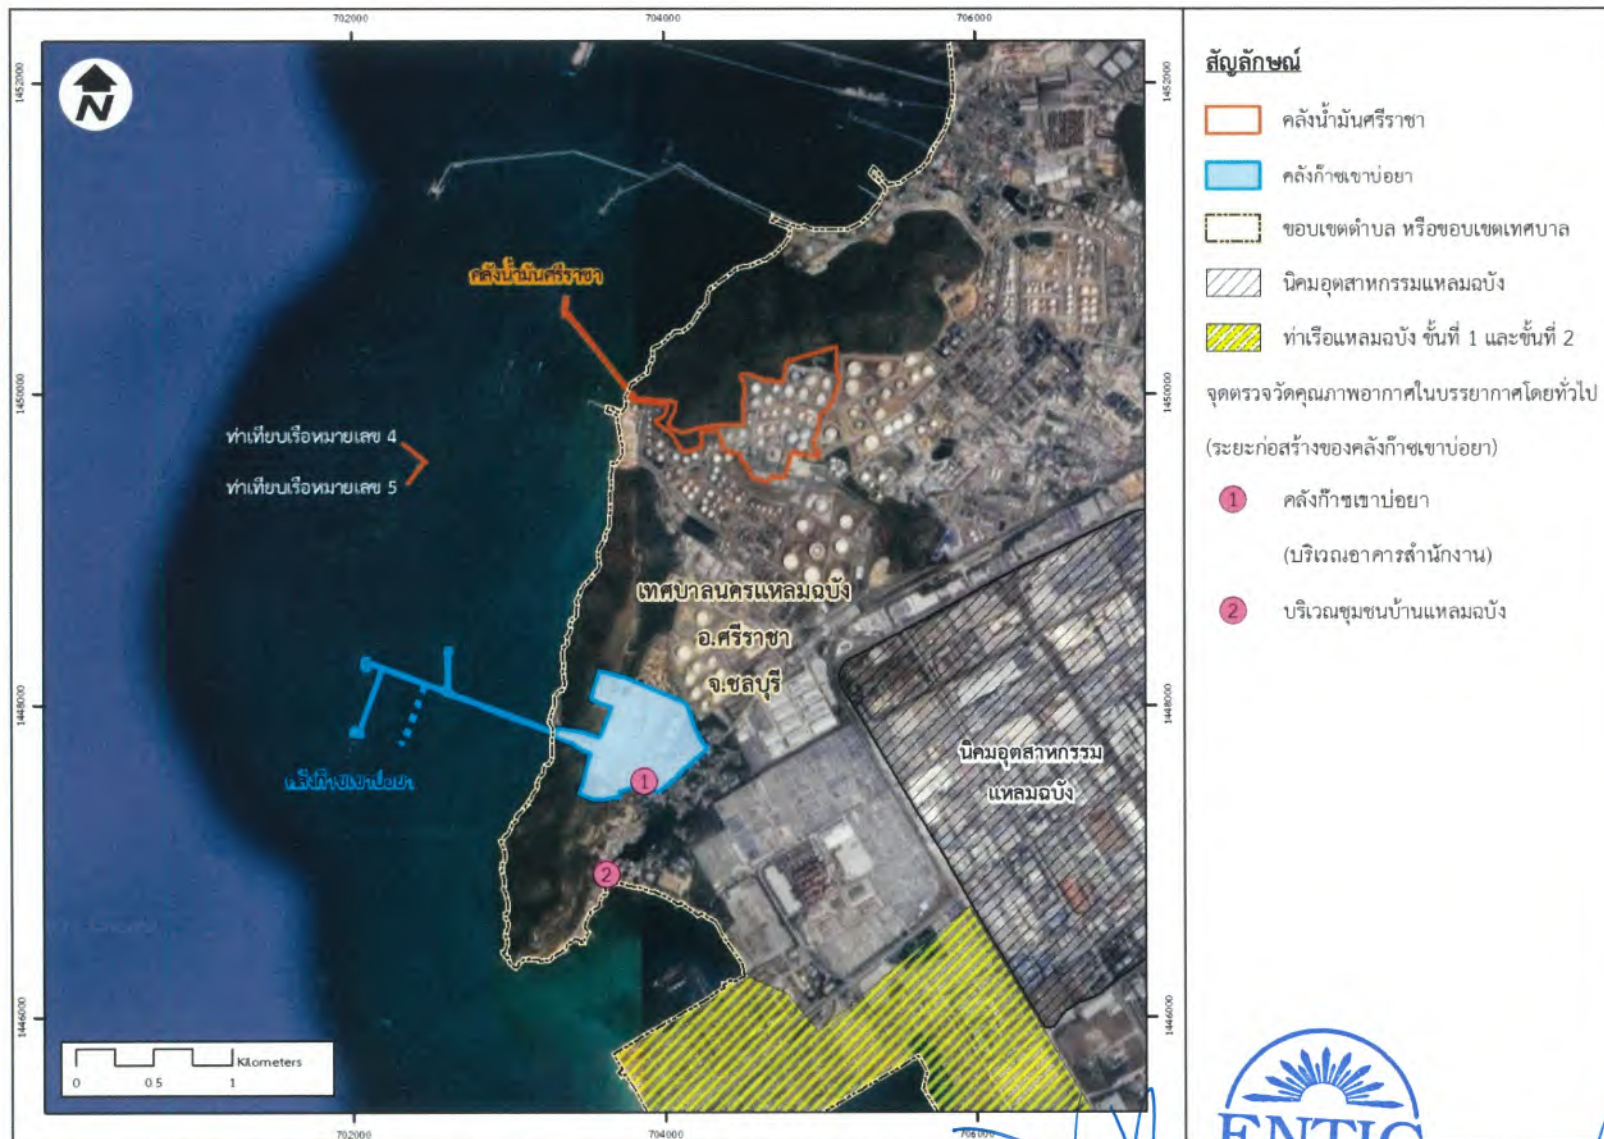 702000
704000
706000
1452000
1452000
N
สัญลักษณ์
คลังน้ำมันศรีราชา
คลังก๊าซเขาบ่อยา
ขอบเขตตำบล หรือขอบเขตเทศบาล
นิคมอุตสาหกรรมแหลมฉบัง
ท่าเรือแหลมฉบัง ขั้นที่ 1 และขั้นที่ 2
จุดตรวจวัดคุณภาพอากาศในบรรยากาศโดยทั่วไป
(ระยะก่อสร้างของคลังก๊าซเขาบ่อยา)
1 คลังก๊าซเขาบ่อยา
(บริเวณอาคารสำนักงาน)
2 บริเวณชุมชนบ้านแหลมฉบัง
คลังน้ำมันศรีราชา
1450000
1450000
ท่าเทียบเรือหมายเลข 4
ท่าเทียบเรือหมายเลข 5
เทศบาลนครแหลมฉบัง
อ.ศรีราชา
จ.ชลบุรี
1448000
1448000
นิคมอุตสาหกรรม
แหลมฉบัง
คลังก๊าซเขาบ่อยา
1
2
1446000
1446000
Kilometers
0 0.5 1
702000
704000
706000
ENTIC